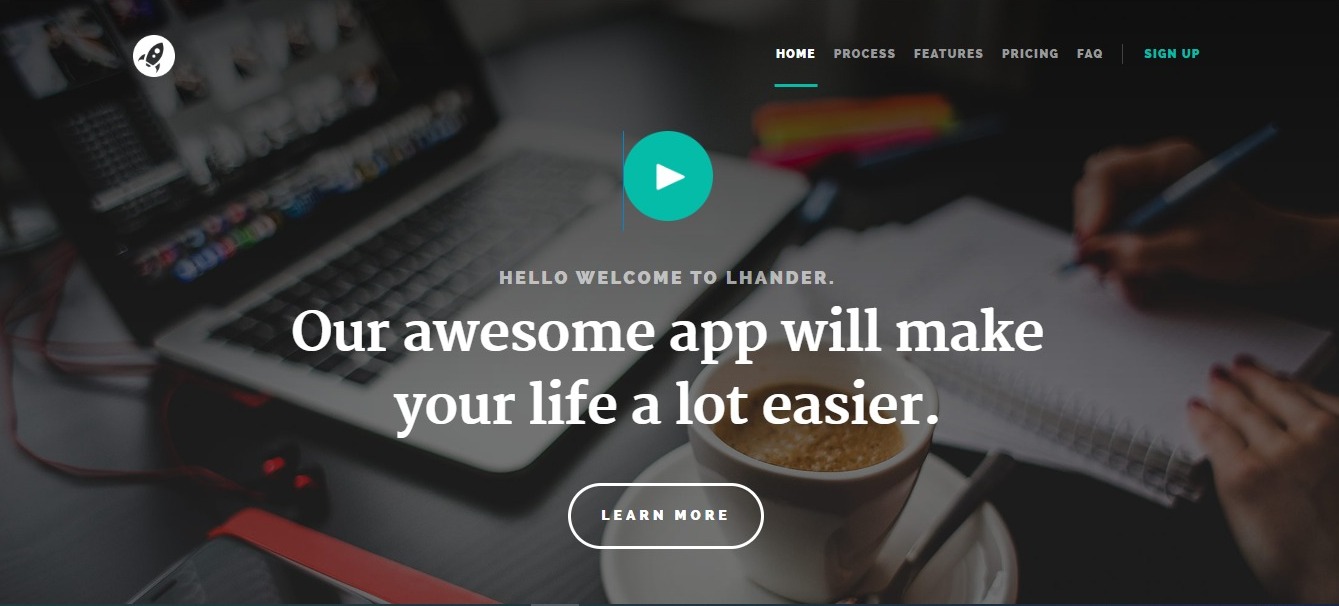 HOME PROCESS FEATURES PRICING FAQ SIGN UP
HELLO WELCOME TO LHANDER.
Our awesome app will make
your life a lot easier.
LEARN MORE